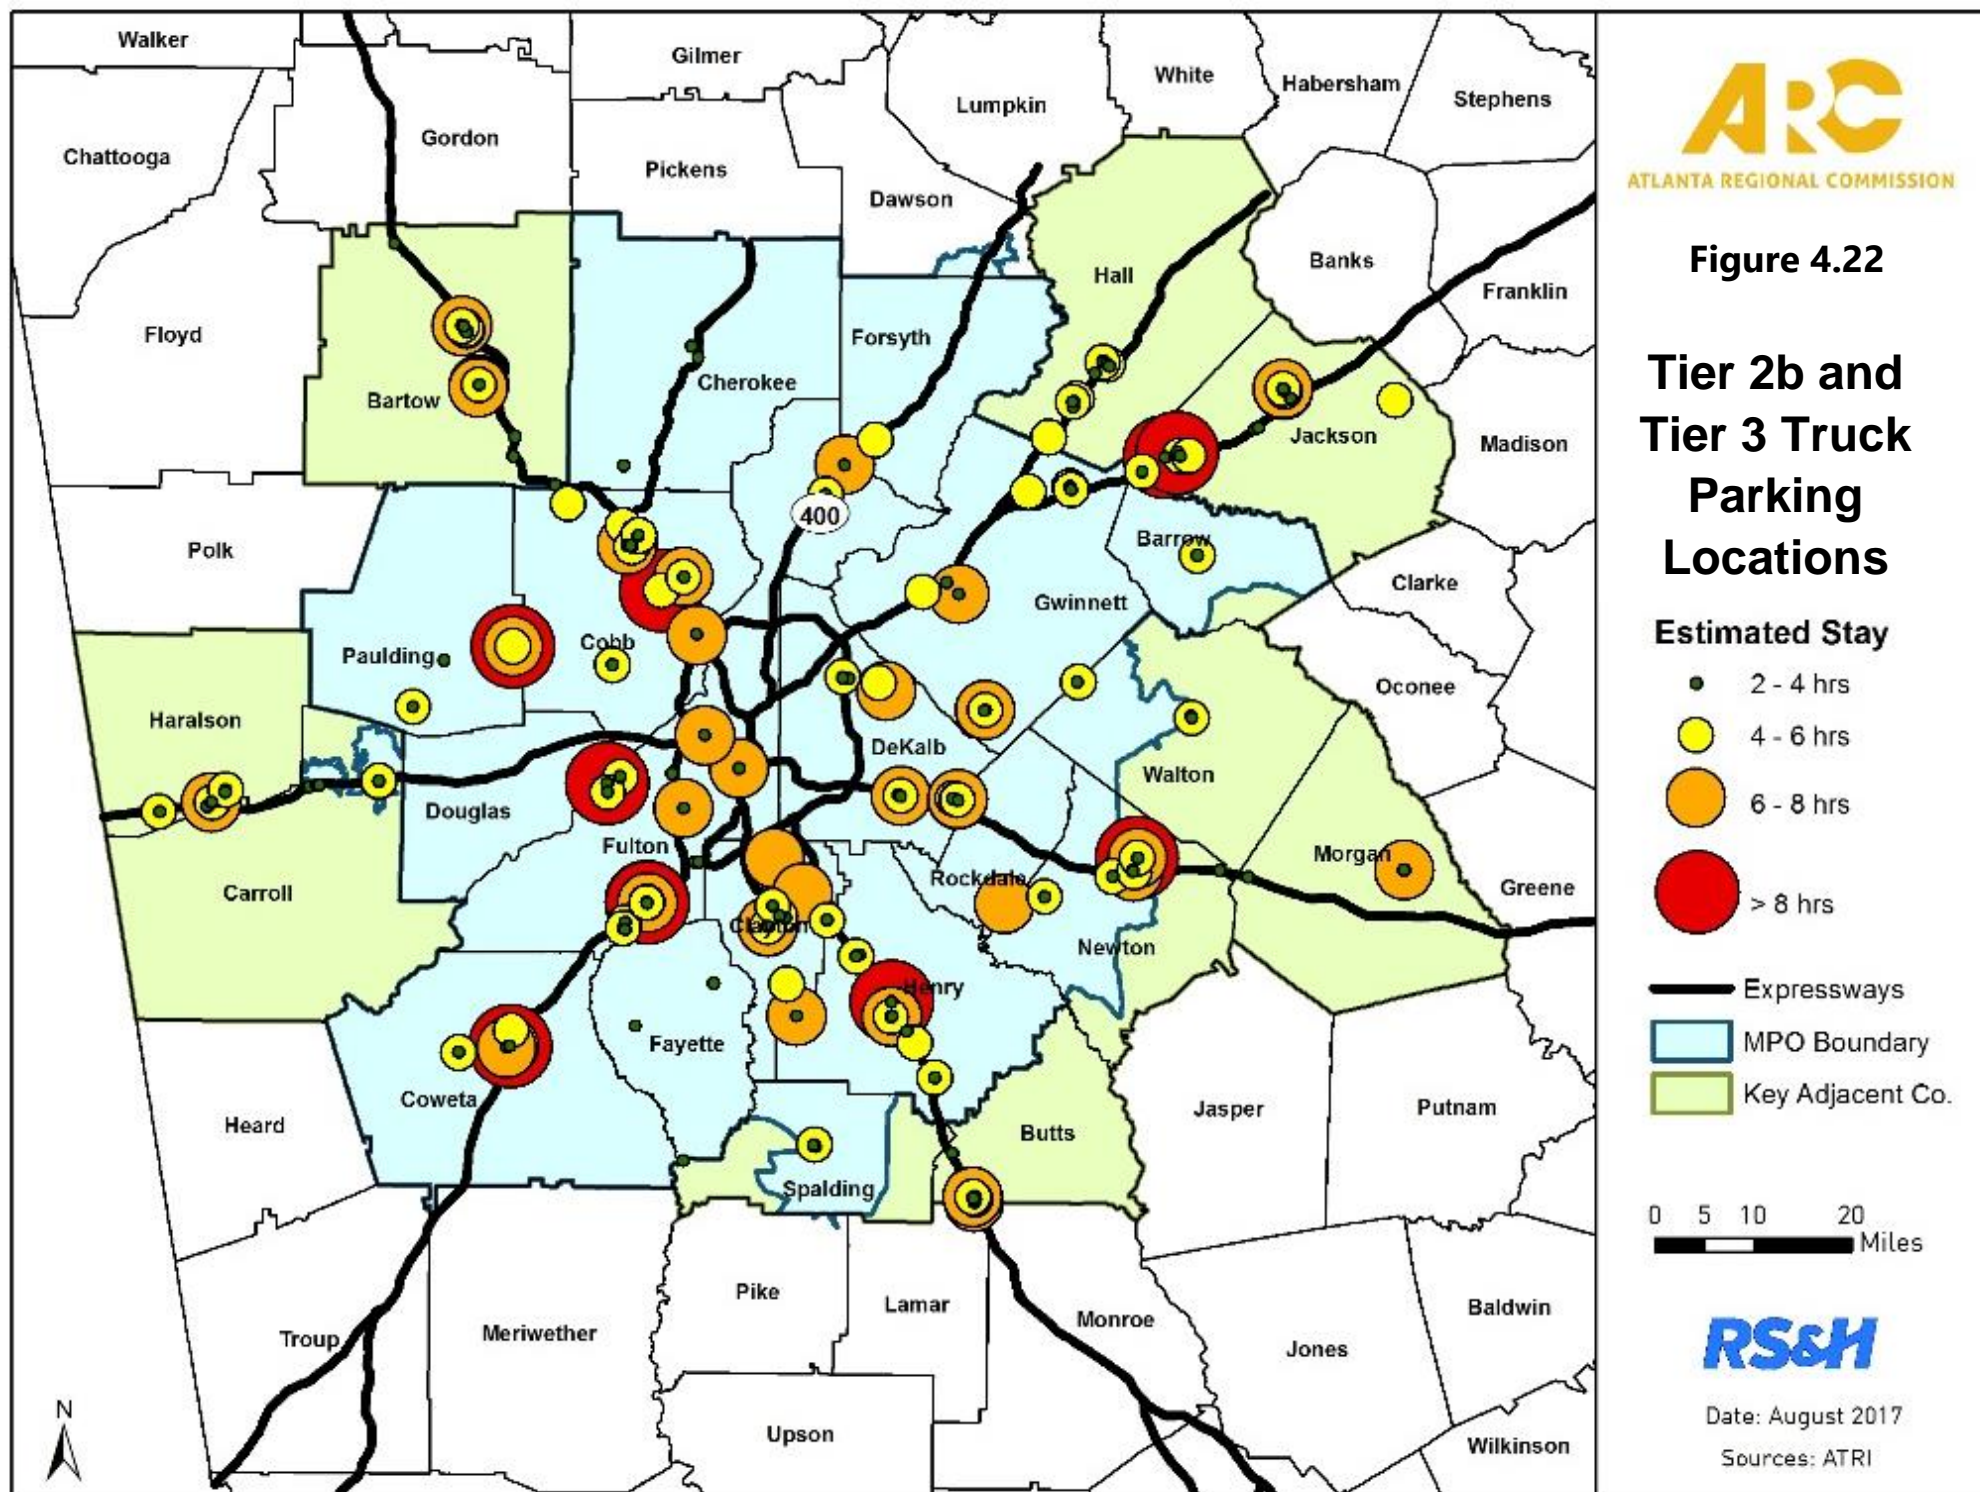 Walker
Gilmer
White
Habersham
Stephens
Lumpkin
Chattooga
Gordon
Pickens
Dawson
Hall
Banks
Franklin
Floyd
Forsyth
Cherokee
Bartow
Jackson
Madison
400
Polk
Barrow
Clarke
Gwinnett
Paulding
Cobb
Oconee
Haralson
DeKalb
Walton
Douglas
Fulton
Morgan
Rockdale
Greene
Carroll
Clayton
Newton
Henry
Fayette
Coweta
Heard
Butts
Jasper
Putnam
Spalding
Pike
Lamar
Monroe
Baldwin
Troup
Meriwether
Jones
Upson
Wilkinson
N
ARC
ATLANTA REGIONAL COMMISSION
Figure 4.22
Tier 2b and
Tier 3 Truck
Parking
Locations
Estimated Stay
2 - 4 hrs
4 - 6 hrs
6 - 8 hrs
> 8 hrs
Expressways
MPO Boundary
Key Adjacent Co.
0 5 10 20
Miles
RS&H
Date: August 2017
Sources: ATRI